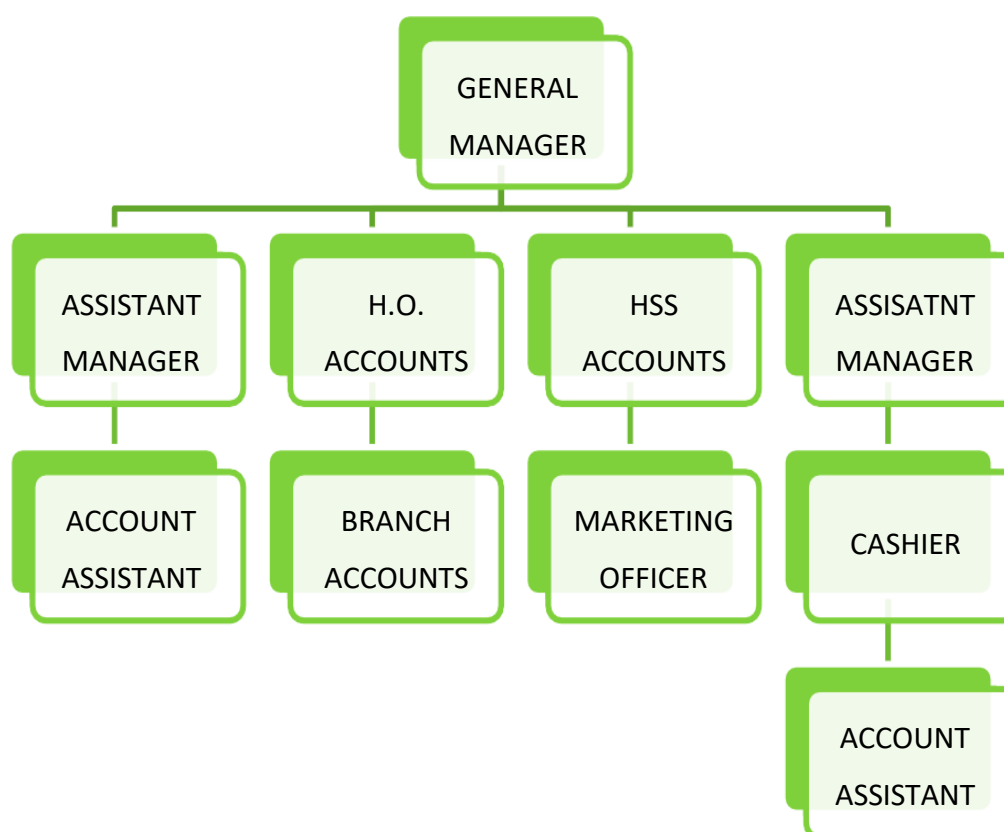 GENERAL
MANAGER
ASSISTANT
MANAGER
H.O.
ACCOUNTS
HSS
ACCOUNTS
ASSISATNT
MANAGER
ACCOUNT
ASSISTANT
BRANCH
ACCOUNTS
MARKETING
OFFICER
CASHIER
ACCOUNT
ASSISTANT